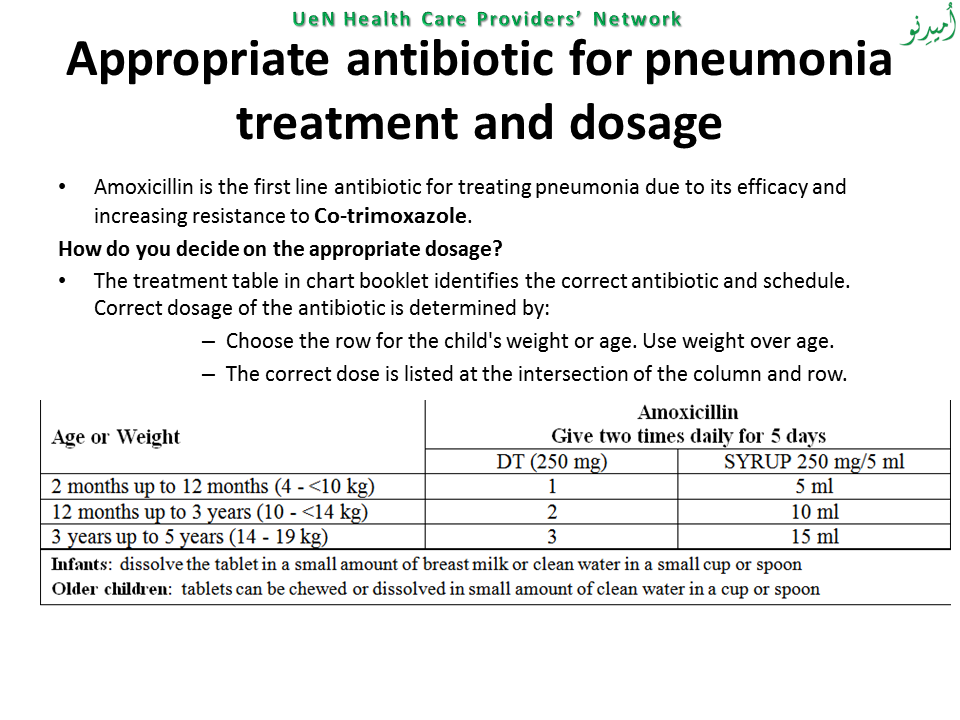 UeN Health Care Providers' Network
اُمیدِنو
Appropriate antibiotic for pneumonia
treatment and dosage
• Amoxicillin is the first line antibiotic for treating pneumonia due to its efficacy and
increasing resistance to Co-trimoxazole.
How do you decide on the appropriate dosage?
• The treatment table in chart booklet identifies the correct antibiotic and schedule.
Correct dosage of the antibiotic is determined by:
– Choose the row for the child's weight or age. Use weight over age.
– The correct dose is listed at the intersection of the column and row.
Age or Weight
Amoxicillin
Give two times daily for 5 days
DT (250 mg) SYRUP 250 mg/5 ml
2 months up to 12 months (4 - <10 kg) 1 5 ml
12 months up to 3 years (10 - <14 kg) 2 10 ml
3 years up to 5 years (14 - 19 kg) 3 15 ml
Infants: dissolve the tablet in a small amount of breast milk or clean water in a small cup or spoon
Older children: tablets can be chewed or dissolved in small amount of clean water in a cup or spoon